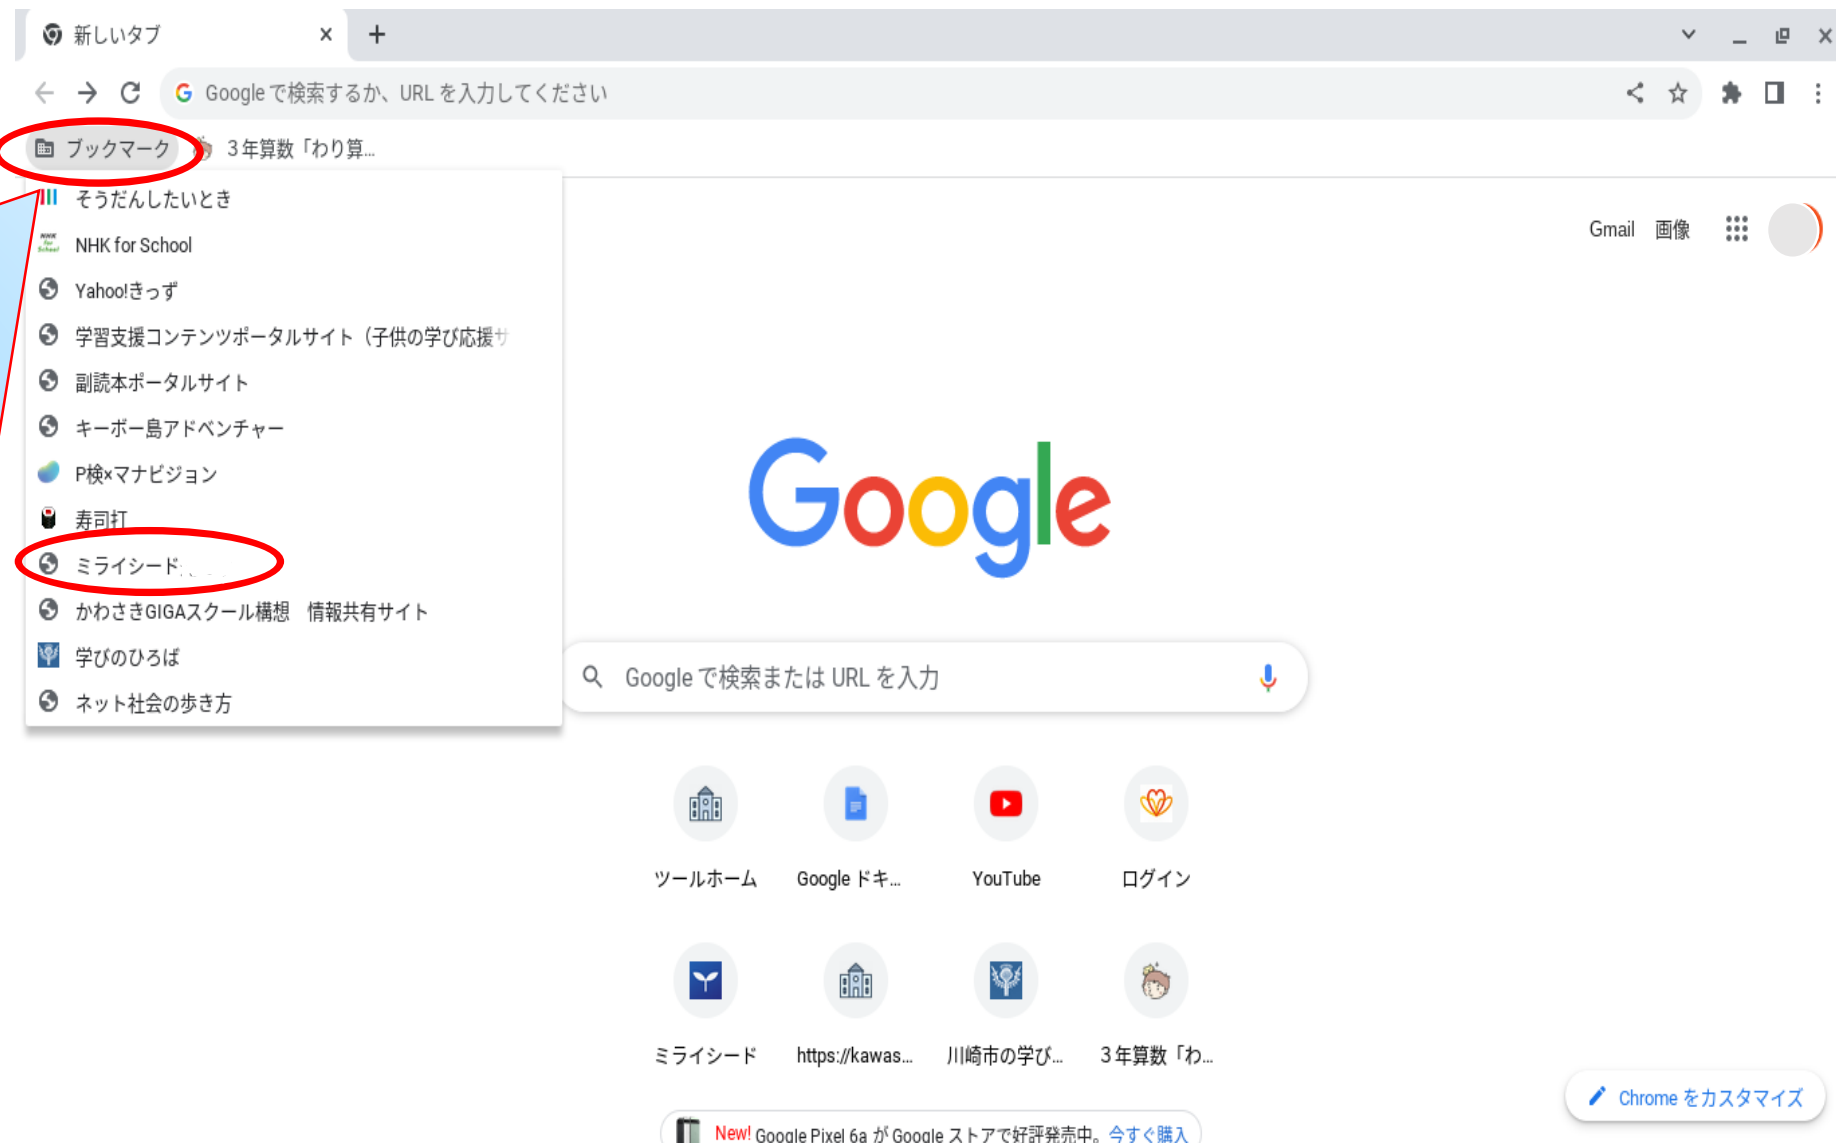 新しいタブ
Google で検索するか、URL を入力してください
ブックマーク
3年算数「わり算...
そうだんしたいとき
NHK for School
NHK for School
Yahoo!きっず
学習支援コンテンツポータルサイト（子供の学び応援サ
副読本ポータルサイト
キーボー島アドベンチャー
P検×マナビジョン
寿司打
ミライシード
かわさきGIGAスクール構想　情報共有サイト
学びのひろば
ネット社会の歩き方
Gmail 画像
Google
Google で検索または URL を入力
ツールホーム
Google ドキ...
YouTube
ログイン
ミライシード
https://kawas...
川崎市の学び...
3年算数「わ...
Chrome をカスタマイズ
New! Google Pixel 6a が Google ストアで好評発売中。今すぐ購入